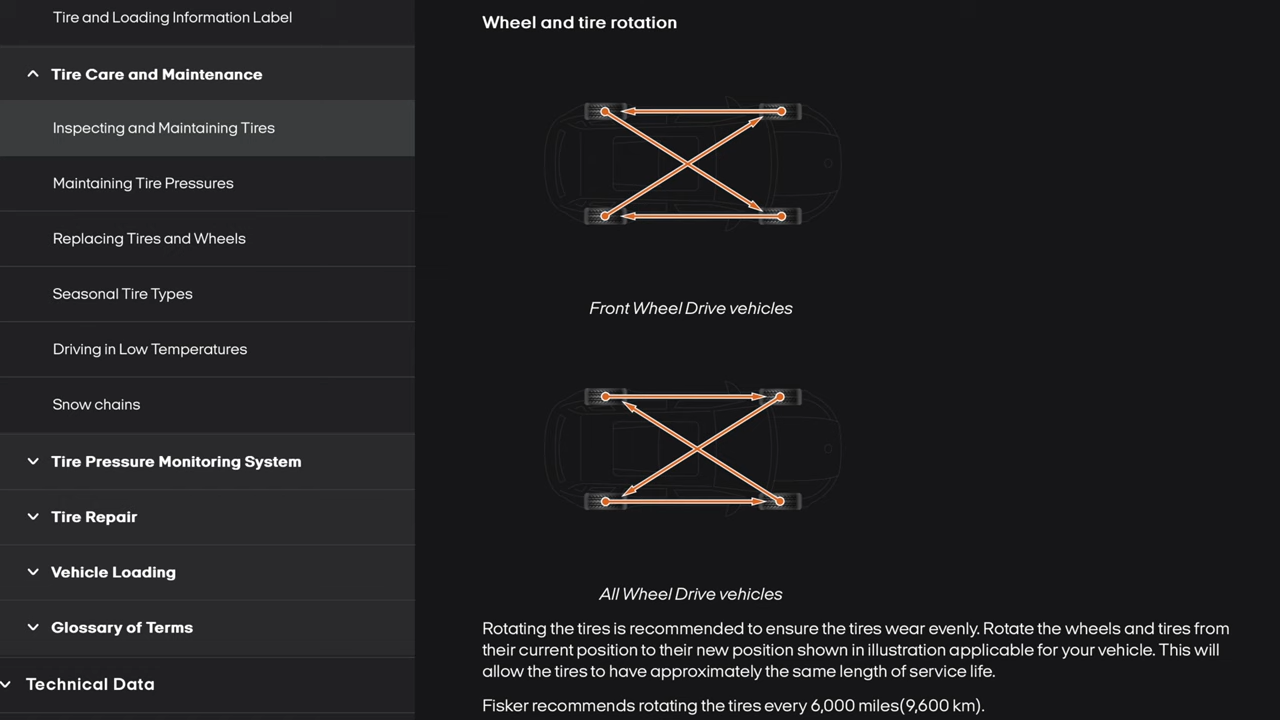 Tire and Loading Information Label
Tire Care and Maintenance
Inspecting and Maintaining Tires
Maintaining Tire Pressures
Replacing Tires and Wheels
Seasonal Tire Types
Driving in Low Temperatures
Snow chains
Tire Pressure Monitoring System
Tire Repair
Vehicle Loading
Glossary of Terms
Technical Data
Wheel and tire rotation
Front Wheel Drive vehicles
All Wheel Drive vehicles
Rotating the tires is recommended to ensure the tires wear evenly. Rotate the wheels and tires from
their current position to their new position shown in illustration applicable for your vehicle. This will
allow the tires to have approximately the same length of service life.
Fisker recommends rotating the tires every 6,000 miles(9,600 km).